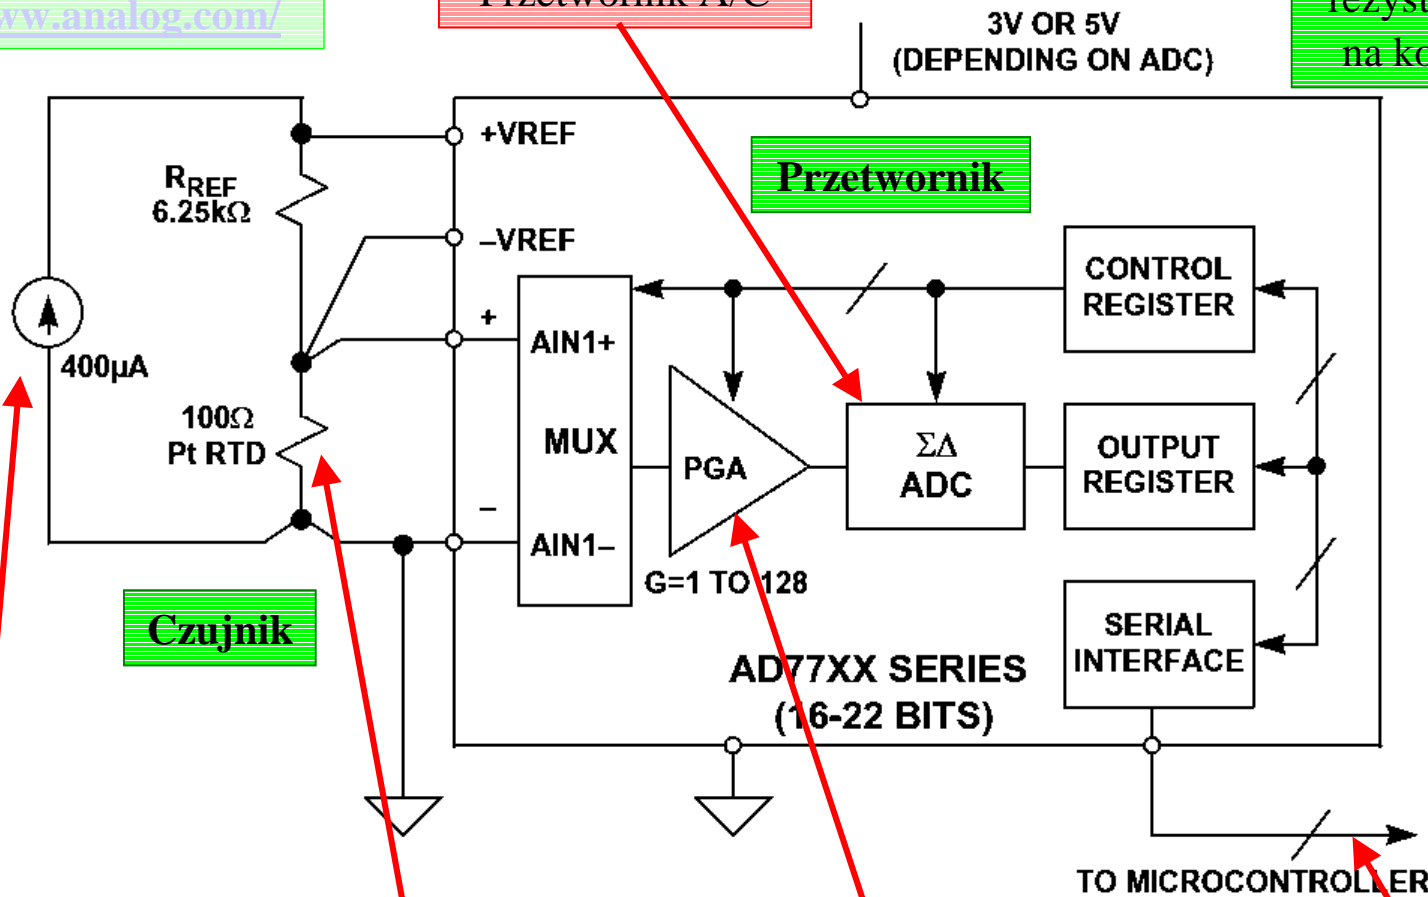 www.analog.com/
Przetwornik A/C
3V OR 5V
(DEPENDING ON ADC)
na
+VREF
Przetwornik
RREF
6.25kΩ
–VREF
CONTROL
REGISTER
+
AIN1+
400µA
100Ω
Pt RTD
MUX
PGA
ΣΔ
ADC
OUTPUT
REGISTER
–
AIN1–
G=1 TO 128
Czujnik
SERIAL
INTERFACE
AD77XX SERIES
(16-22 BITS)
TO MICROCONTROLLER